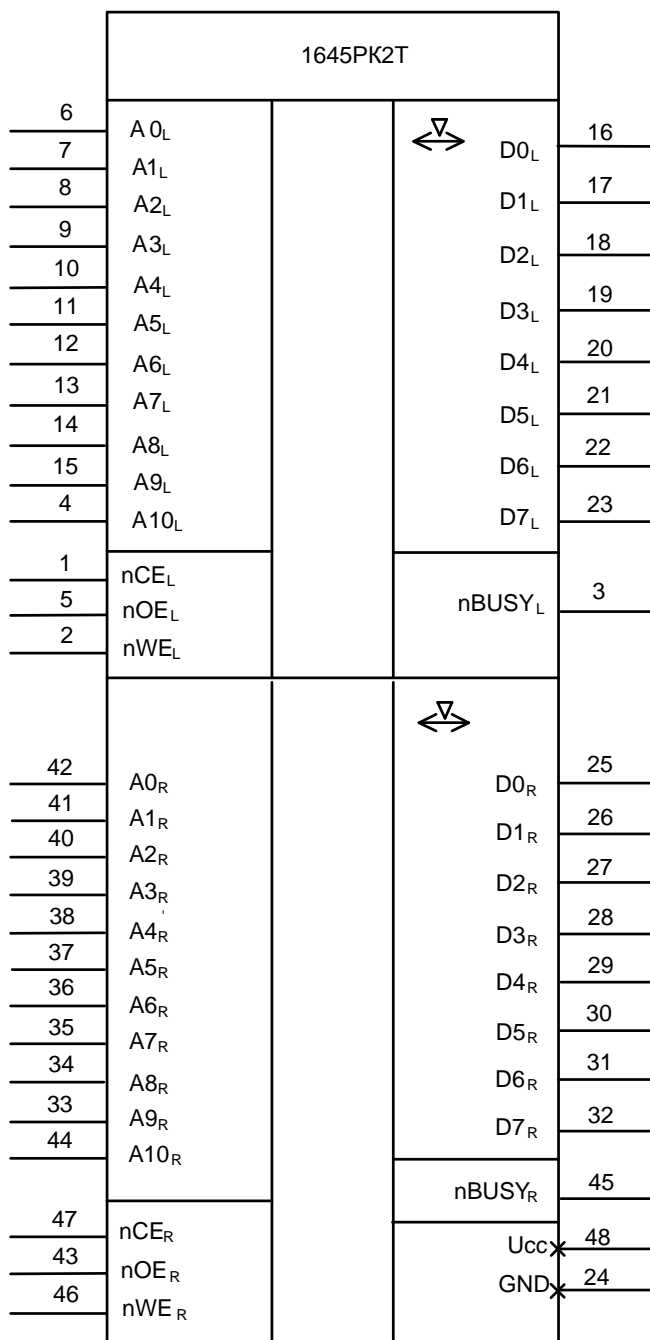 1645РК2Т
6 A0L D0L 16
7 A1L D1L 17
8 A2L D2L 18
9 A3L D3L 19
10 A4L D4L 20
11 A5L D5L 21
12 A6L D6L 22
13 A7L D7L 23
14 A8L
15 A9L
4 A10L
1 nCEL nBUSYL 3
5 nOEL
2 nWEL
42 A0R D0R 25
41 A1R D1R 26
40 A2R D2R 27
39 A3R D3R 28
38 A4R D4R 29
37 A5R D5R 30
36 A6R D6R 31
35 A7R D7R 32
34 A8R
33 A9R
44 A10R
nBUSYR 45
47 nCER Ucc 48
43 nOER GND 24
46 nWER